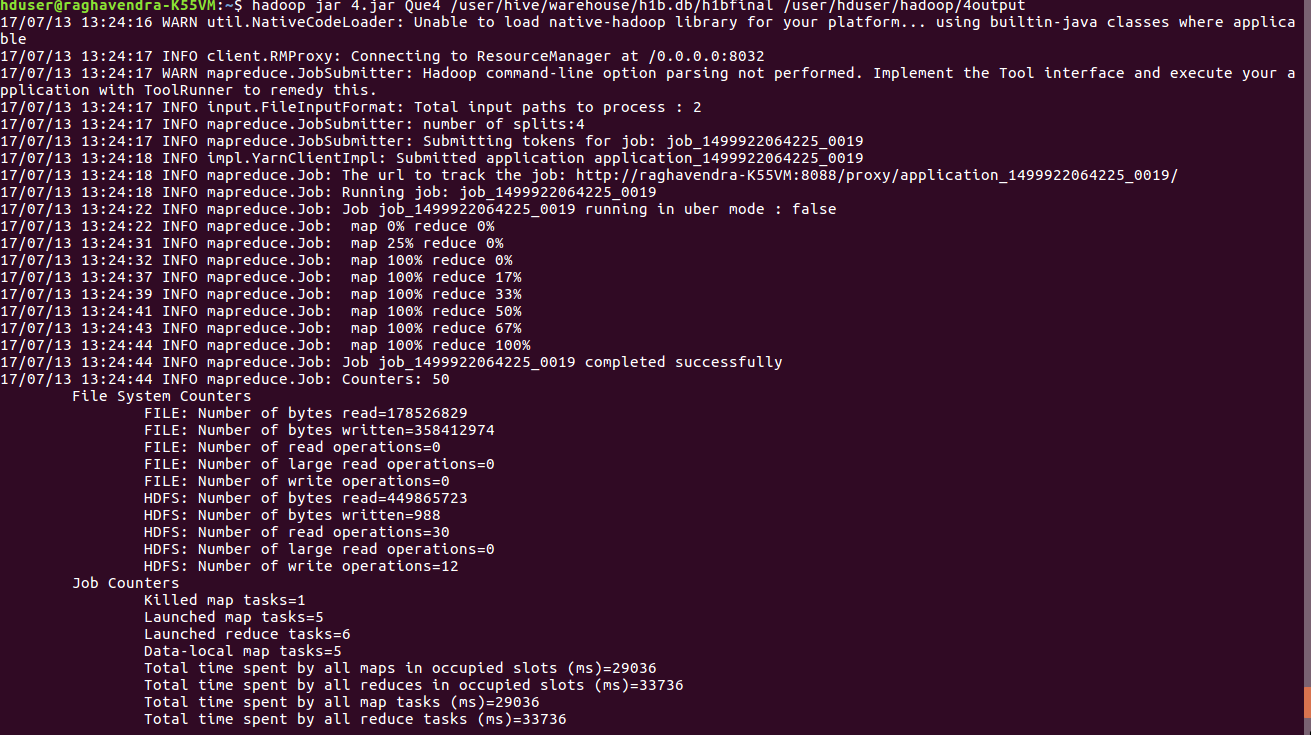 hduser@raghavendra-K55VM:~$ hadoop jar 4.jar Que4 /user/hive/warehouse/h1b.db/h1bfinal /user/hduser/hadoop/4output
17/07/13 13:24:16 WARN util.NativeCodeLoader: Unable to load native-hadoop library for your platform... using builtin-java classes where applica
ble
17/07/13 13:24:17 INFO client.RMProxy: Connecting to ResourceManager at /0.0.0.0:8032
17/07/13 13:24:17 WARN mapreduce.JobSubmitter: Hadoop command-line option parsing not performed. Implement the Tool interface and execute your a
pplication with ToolRunner to remedy this.
17/07/13 13:24:17 INFO input.FileInputFormat: Total input paths to process : 2
17/07/13 13:24:17 INFO mapreduce.JobSubmitter: number of splits:4
17/07/13 13:24:17 INFO mapreduce.JobSubmitter: Submitting tokens for job: job_1499922064225_0019
17/07/13 13:24:18 INFO impl.YarnClientImpl: Submitted application application_1499922064225_0019
17/07/13 13:24:18 INFO mapreduce.Job: The url to track the job: http://raghavendra-K55VM:8088/proxy/application_1499922064225_0019/
17/07/13 13:24:18 INFO mapreduce.Job: Running job: job_1499922064225_0019
17/07/13 13:24:22 INFO mapreduce.Job: Job job_1499922064225_0019 running in uber mode : false
17/07/13 13:24:22 INFO mapreduce.Job:  map 0% reduce 0%
17/07/13 13:24:31 INFO mapreduce.Job:  map 25% reduce 0%
17/07/13 13:24:32 INFO mapreduce.Job:  map 100% reduce 0%
17/07/13 13:24:37 INFO mapreduce.Job:  map 100% reduce 17%
17/07/13 13:24:39 INFO mapreduce.Job:  map 100% reduce 33%
17/07/13 13:24:41 INFO mapreduce.Job:  map 100% reduce 50%
17/07/13 13:24:43 INFO mapreduce.Job:  map 100% reduce 67%
17/07/13 13:24:44 INFO mapreduce.Job:  map 100% reduce 100%
17/07/13 13:24:44 INFO mapreduce.Job: Job job_1499922064225_0019 completed successfully
17/07/13 13:24:44 INFO mapreduce.Job: Counters: 50
File System Counters
FILE: Number of bytes read=178526829
FILE: Number of bytes written=358412974
FILE: Number of read operations=0
FILE: Number of large read operations=0
FILE: Number of write operations=0
HDFS: Number of bytes read=449865723
HDFS: Number of bytes written=988
HDFS: Number of read operations=30
HDFS: Number of large read operations=0
HDFS: Number of write operations=12
Job Counters
Killed map tasks=1
Launched map tasks=5
Launched reduce tasks=6
Data-local map tasks=5
Total time spent by all maps in occupied slots (ms)=29036
Total time spent by all reduces in occupied slots (ms)=33736
Total time spent by all map tasks (ms)=29036
Total time spent by all reduce tasks (ms)=33736